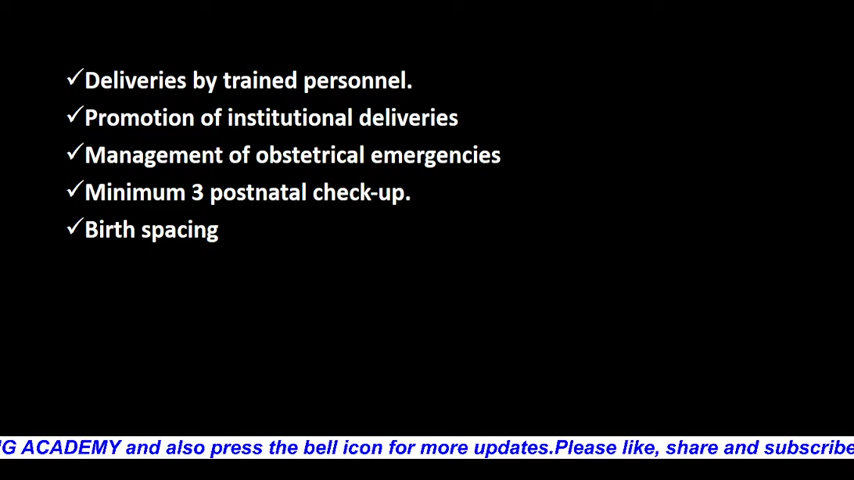 ✓Deliveries by trained personnel.
✓Promotion of institutional deliveries
✓Management of obstetrical emergencies
✓Minimum 3 postnatal check-up.
✓Birth spacing
G ACADEMY and also press the bell icon for more updates.Please like, share and subscribe